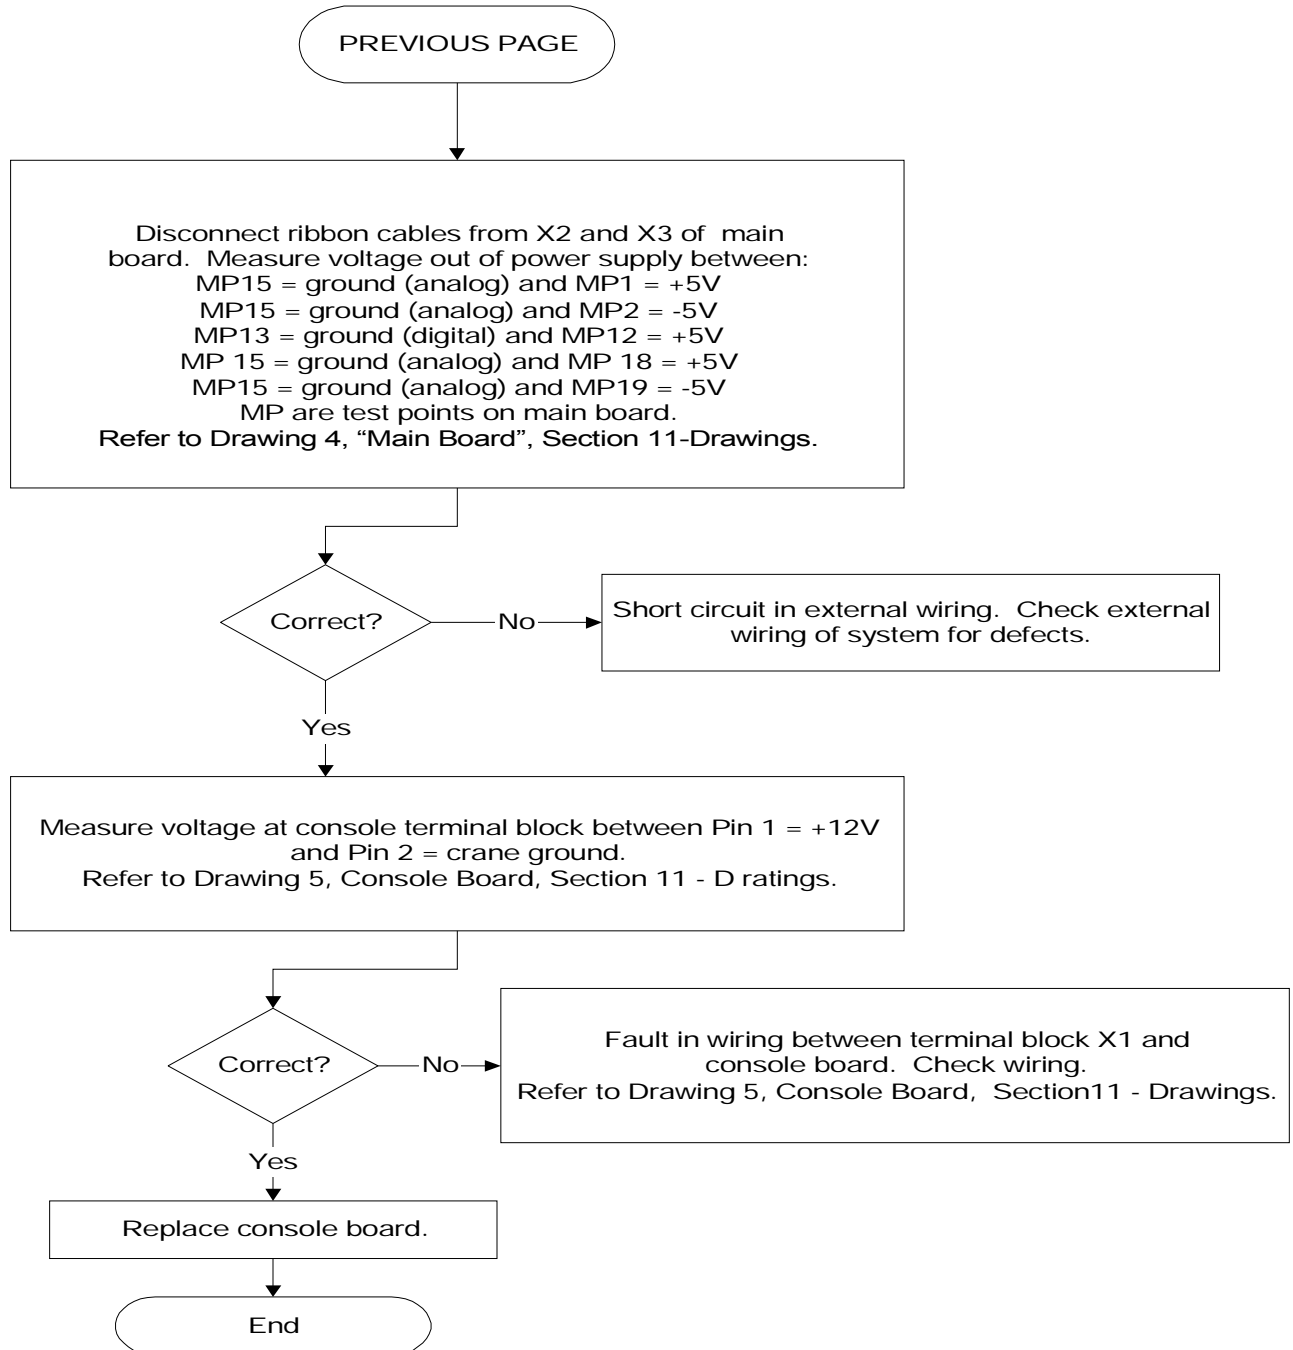 PREVIOUS PAGE
Disconnect ribbon cables from X2 and X3 of main
board. Measure voltage out of power supply between:
MP15 = ground (analog) and MP1 = +5V
MP15 = ground (analog) and MP2 = -5V
MP13 = ground (digital) and MP12 = +5V
MP 15 = ground (analog) and MP 18 = +5V
MP15 = ground (analog) and MP19 = -5V
MP are test points on main board.
Refer to Drawing 4, “Main Board”, Section 11-Drawings.
Correct?
No
Short circuit in external wiring. Check external
wiring of system for defects.
Yes
Measure voltage at console terminal block between Pin 1 = +12V
and Pin 2 = crane ground.
Refer to Drawing 5, Console Board, Section 11 - D ratings.
Correct?
No
Fault in wiring between terminal block X1 and
console board. Check wiring.
Refer to Drawing 5, Console Board, Section11 - Drawings.
Yes
Replace console board.
End